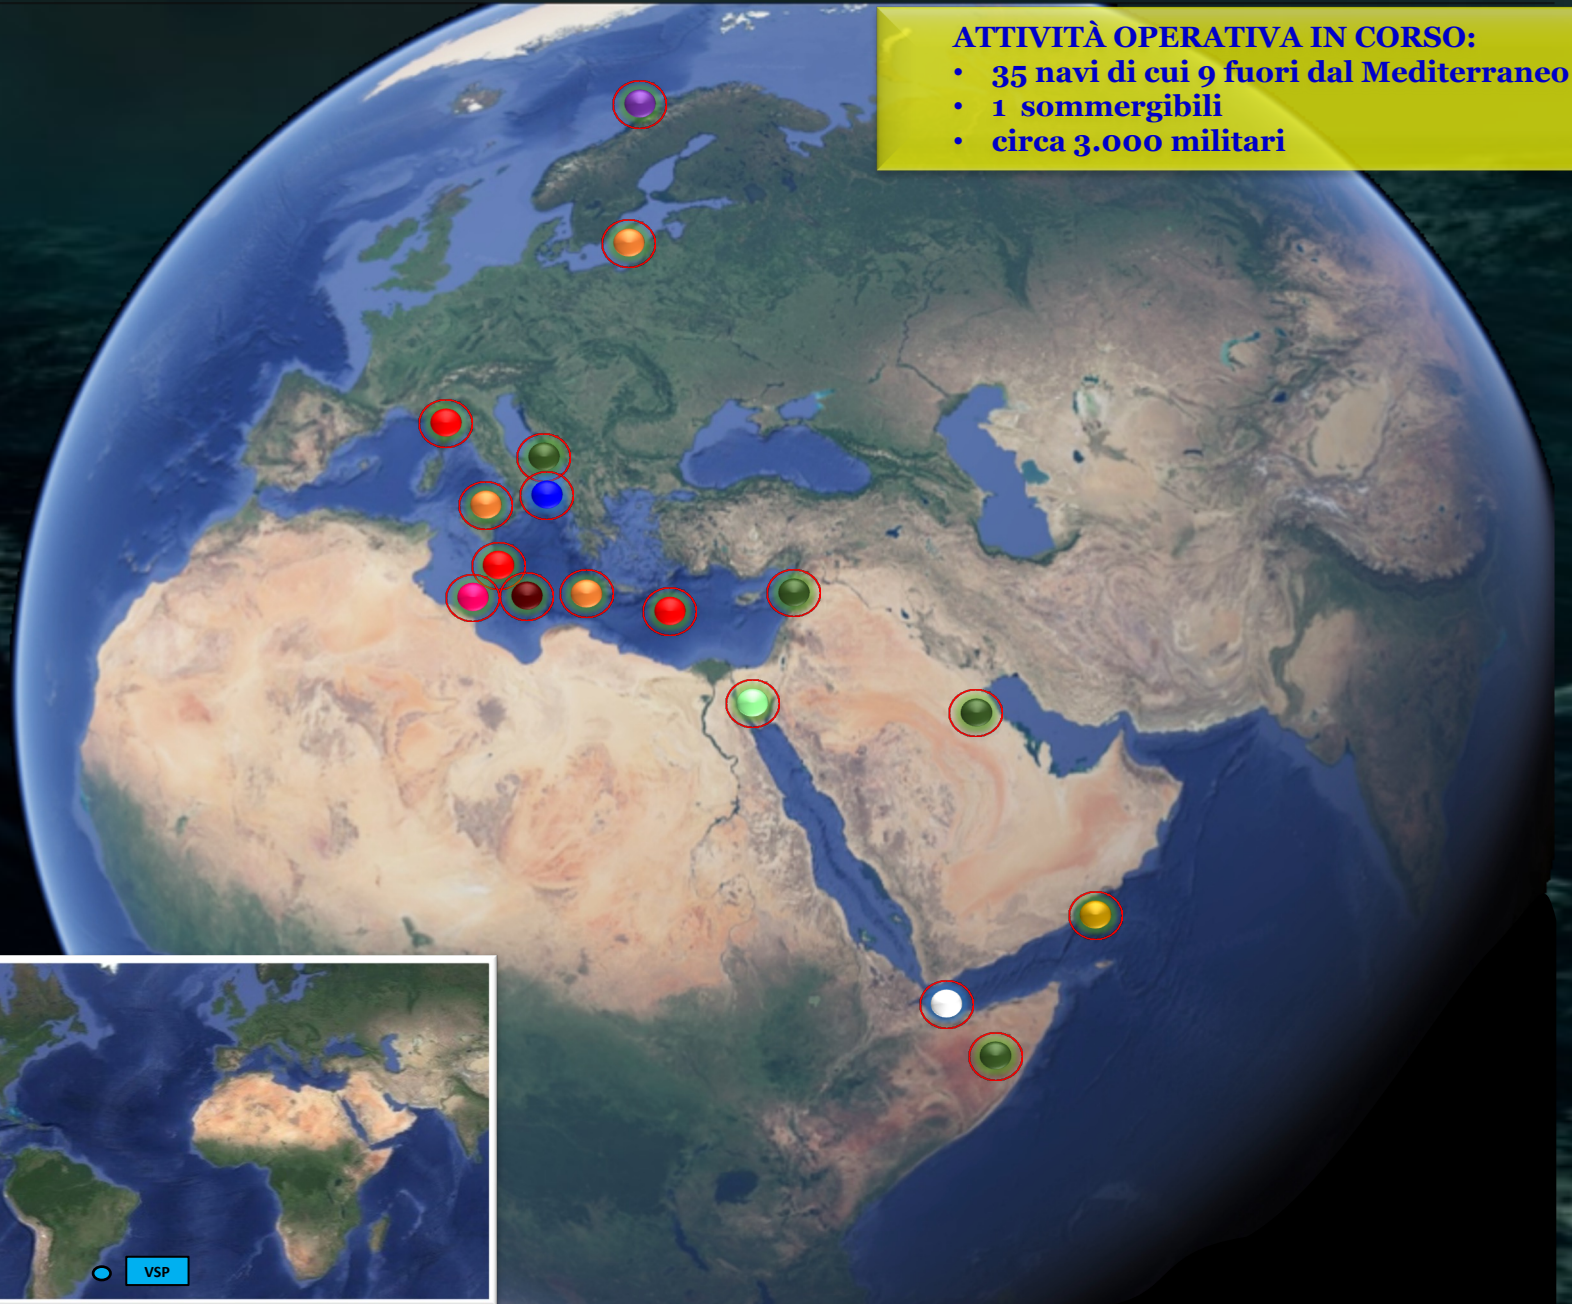 ATTIVITÀ OPERATIVA IN CORSO:
• 35 navi di cui 9 fuori dal Mediterraneo
• 1 sommergibili
• circa 3.000 militari
VSP